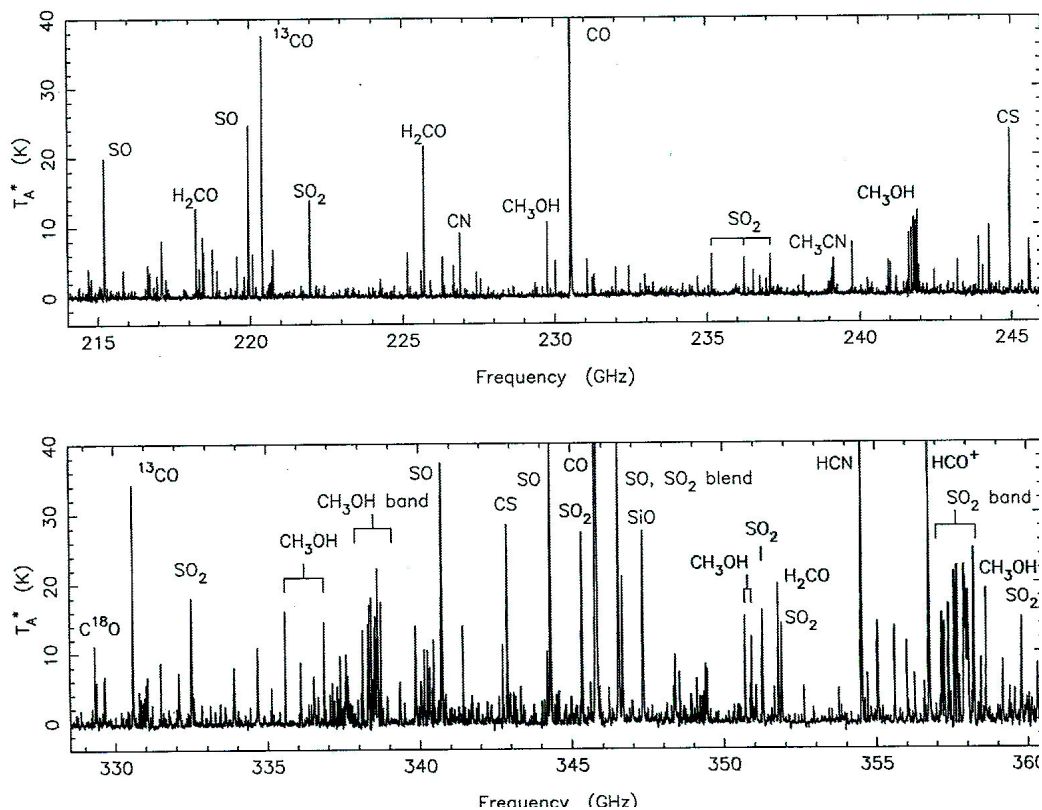 40
30
20
10
0
T_A* (K)
SO
H₂CO
SO
¹³CO
SO₂
H₂CO
CN
CH₃OH
CO
SO₂
CH₃CN
CH₃OH
CS
215 220 225 230 235 240 245
Frequency (GHz)
40
30
20
10
0
T_A* (K)
C¹⁸O
¹³CO
SO₂
CH₃OH
CH₃OH band
SO
CS
SO
SO₂
CO
SO, SO₂ blend
SiO
CH₃OH
SO₂
H₂CO
SO₂
HCN
HCO⁺
SO₂ band
CH₃OH
SO₂
330 335 340 345 350 355 360
Frequency (GHz)